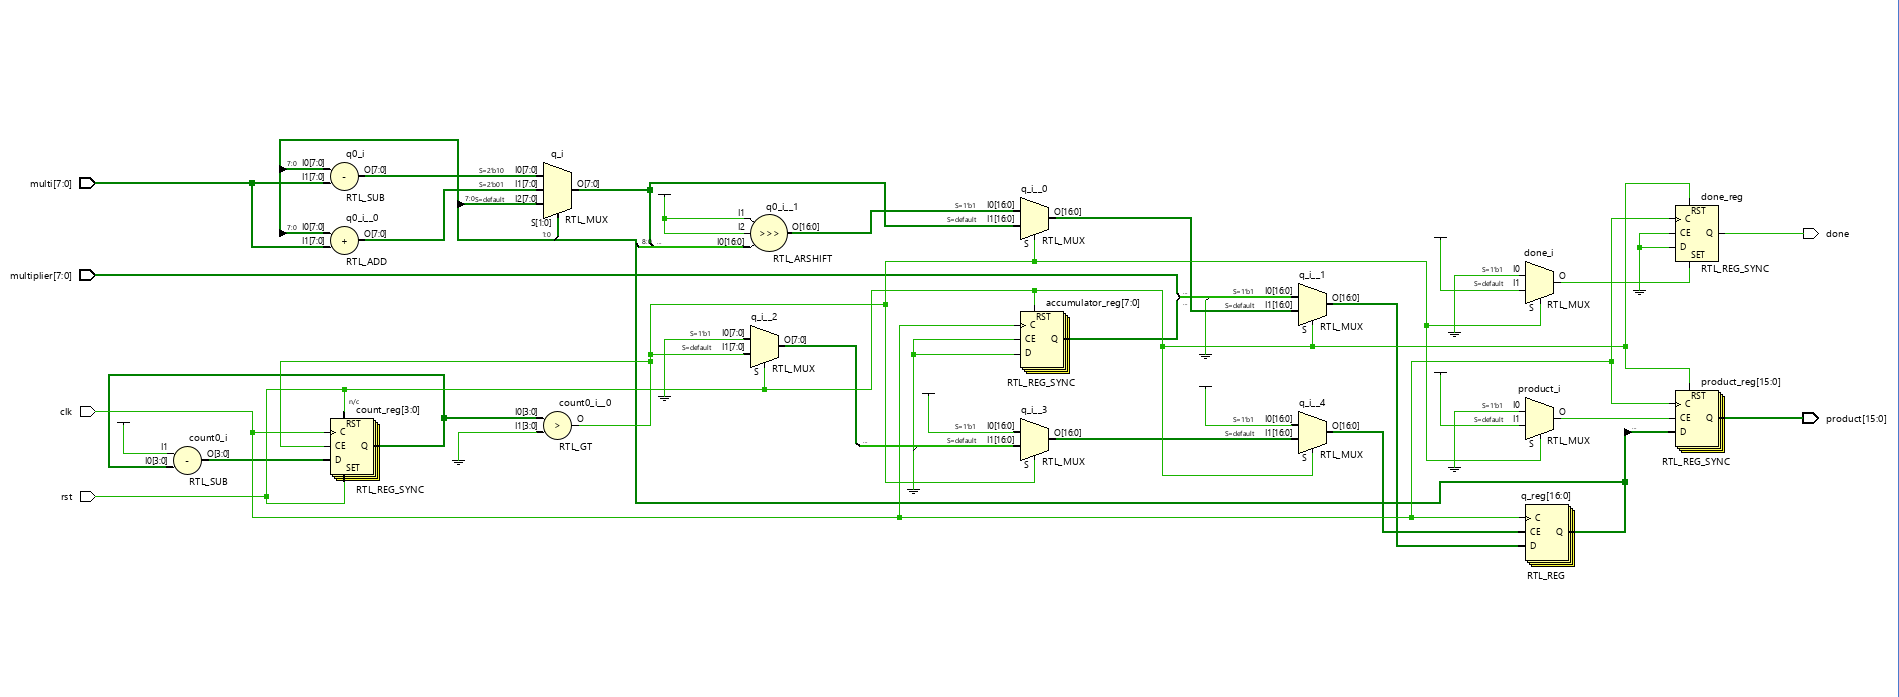 multi[7:0]
q0_i
7:0 I0[7:0]
I1[7:0]
-
O[7:0]
RTL_SUB
q0_i__0
7:0 I0[7:0]
I1[7:0]
+
O[7:0]
RTL_ADD
q_i
S=2'b10 I0[7:0]
S=2'b01 I1[7:0]
7:0 S=default I2[7:0]
O[7:0]
S[1:0]
1:0
RTL_MUX
q0_i__1
I1
I2
I0[16:0]
>>>
O[16:0]
RTL_ARSHIFT
q_i__0
S=1'b1 I0[16:0]
S=default I1[16:0]
O[16:0]
S
RTL_MUX
multiplier[7:0]
q_i__1
S=1'b1 I0[16:0]
S=default I1[16:0]
O[16:0]
S
RTL_MUX
done_i
S=1'b1 I0
S=default I1
O
S
RTL_MUX
done_reg
RST
C
CE
D
Q
SET
RTL_REG_SYNC
done
q_i__2
S=1'b1 I0[7:0]
S=default I1[7:0]
O[7:0]
S
RTL_MUX
accumulator_reg[7:0]
RST
C
CE
D
Q
RTL_REG_SYNC
clk
count0_i
I1
I0[3:0]
-
O[3:0]
RTL_SUB
n/c
count_reg[3:0]
RST
C
CE
D
Q
SET
RTL_REG_SYNC
count0_i__0
I0[3:0]
I1[3:0]
>
O
RTL_GT
q_i__3
S=1'b1 I0[16:0]
S=default I1[16:0]
O[16:0]
S
RTL_MUX
q_i__4
S=1'b1 I0[16:0]
S=default I1[16:0]
O[16:0]
S
RTL_MUX
product_i
S=1'b1 I0
S=default I1
O
S
RTL_MUX
product_reg[15:0]
RST
C
CE
D
Q
RTL_REG_SYNC
product[15:0]
rst
q_reg[16:0]
C
CE
D
Q
RTL_REG